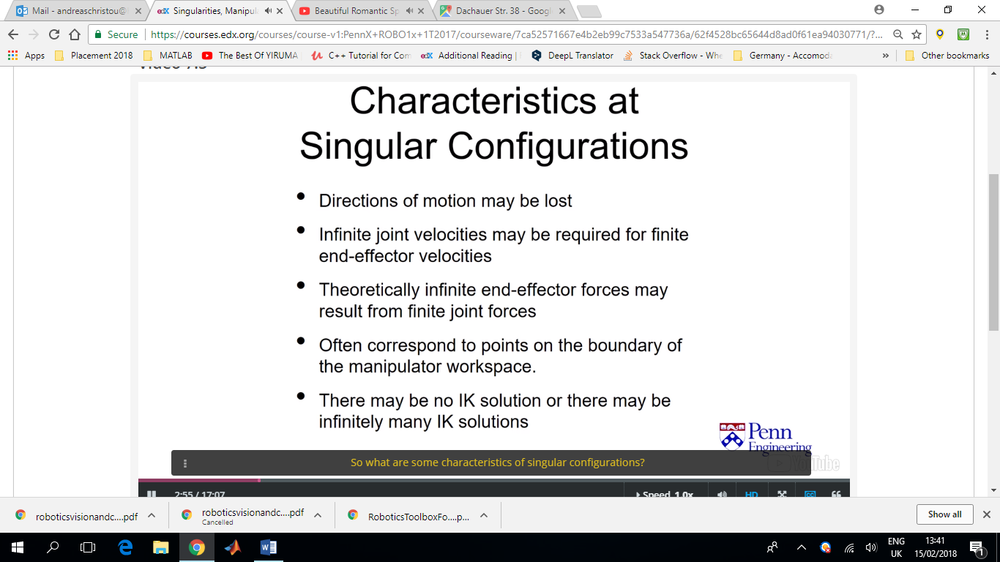 Mail - andreaschristou@
Singularities, Manipul
Beautiful Romantic Sp
Dachauer Str. 38 - Goog
Secure
https://courses.edx.org/courses/course-v1:PennX+ROBO1x+1T2017/courseware/7ca52571667e4b2eb99c7533a547736a/62f4528bc65644d8ad0f61ea94030771/?...
Apps
Placement 2018
MATLAB
The Best Of YIRUMA
C++ Tutorial for Com
Additional Reading |
DeepL Translator
Stack Overflow - Whe
Germany - Accomoda
»
Other bookmarks
Characteristics at
Singular Configurations
• Directions of motion may be lost
• Infinite joint velocities may be required for finite
end-effector velocities
• Theoretically infinite end-effector forces may
result from finite joint forces
• Often correspond to points on the boundary of
the manipulator workspace.
• There may be no IK solution or there may be
infinitely many IK solutions
Penn
Engineering
YouTube
So what are some characteristics of singular configurations?
2:55 / 17:07
Speed 1.0x
HD
CC
roboticsvisionandc....pdf
roboticsvisionandc....pdf
Cancelled
RoboticsToolboxFo....p...
Show all
ENG
UK
13:41
15/02/2018
1